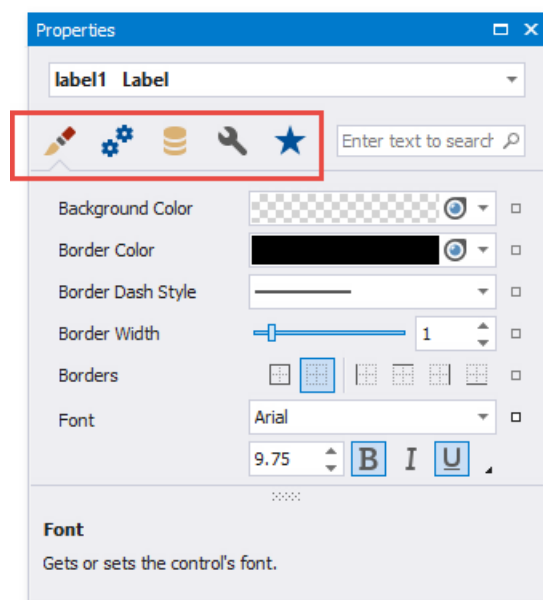 Properties
label1 Label
Enter text to search
Background Color
Border Color
Border Dash Style
Border Width 1
Borders
Font Arial
9.75 B I U
Font
Gets or sets the control's font.